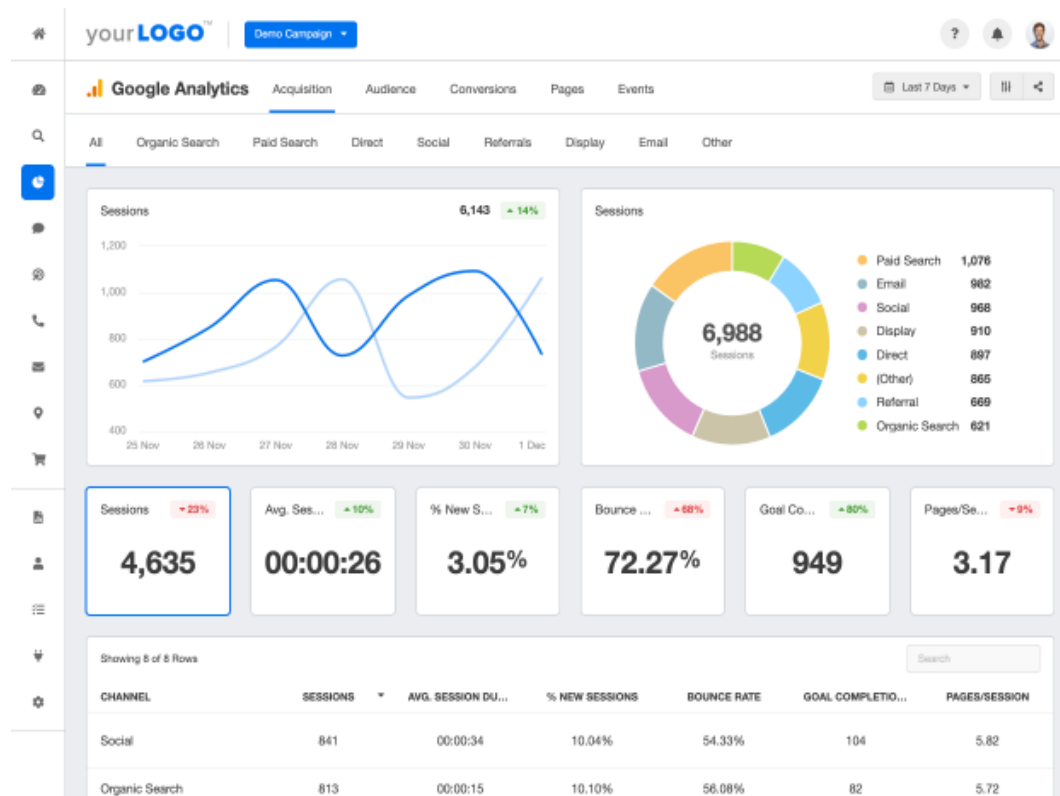 yourLOGO™ Demo Campaign ?
Google Analytics Acquisition Audience Conversions Pages Events Last 7 Days
All Organic Search Paid Search Direct Social Referrals Display Email Other
Sessions 6,143 14%
1,200
1,000
800
600
400
25 Nov 26 Nov 27 Nov 28 Nov 29 Nov 30 Nov 1 Dec
Sessions
6,988
Sessions
Paid Search 1,076
Email 982
Social 968
Display 910
Direct 897
(Other) 865
Referral 669
Organic Search 621
Sessions 23%
4,635
Avg. Ses... 10%
00:00:26
% New S... 7%
3.05%
Bounce ... 68%
72.27%
Goal Co... 80%
949
Pages/Se... 9%
3.17
Showing 8 of 8 Rows Search
CHANNEL SESSIONS AVG. SESSION DU... % NEW SESSIONS BOUNCE RATE GOAL COMPLETIO... PAGES/SESSION
Social 841 00:00:34 10.04% 54.33% 104 5.82
Organic Search 813 00:00:15 10.10% 56.08% 82 5.72